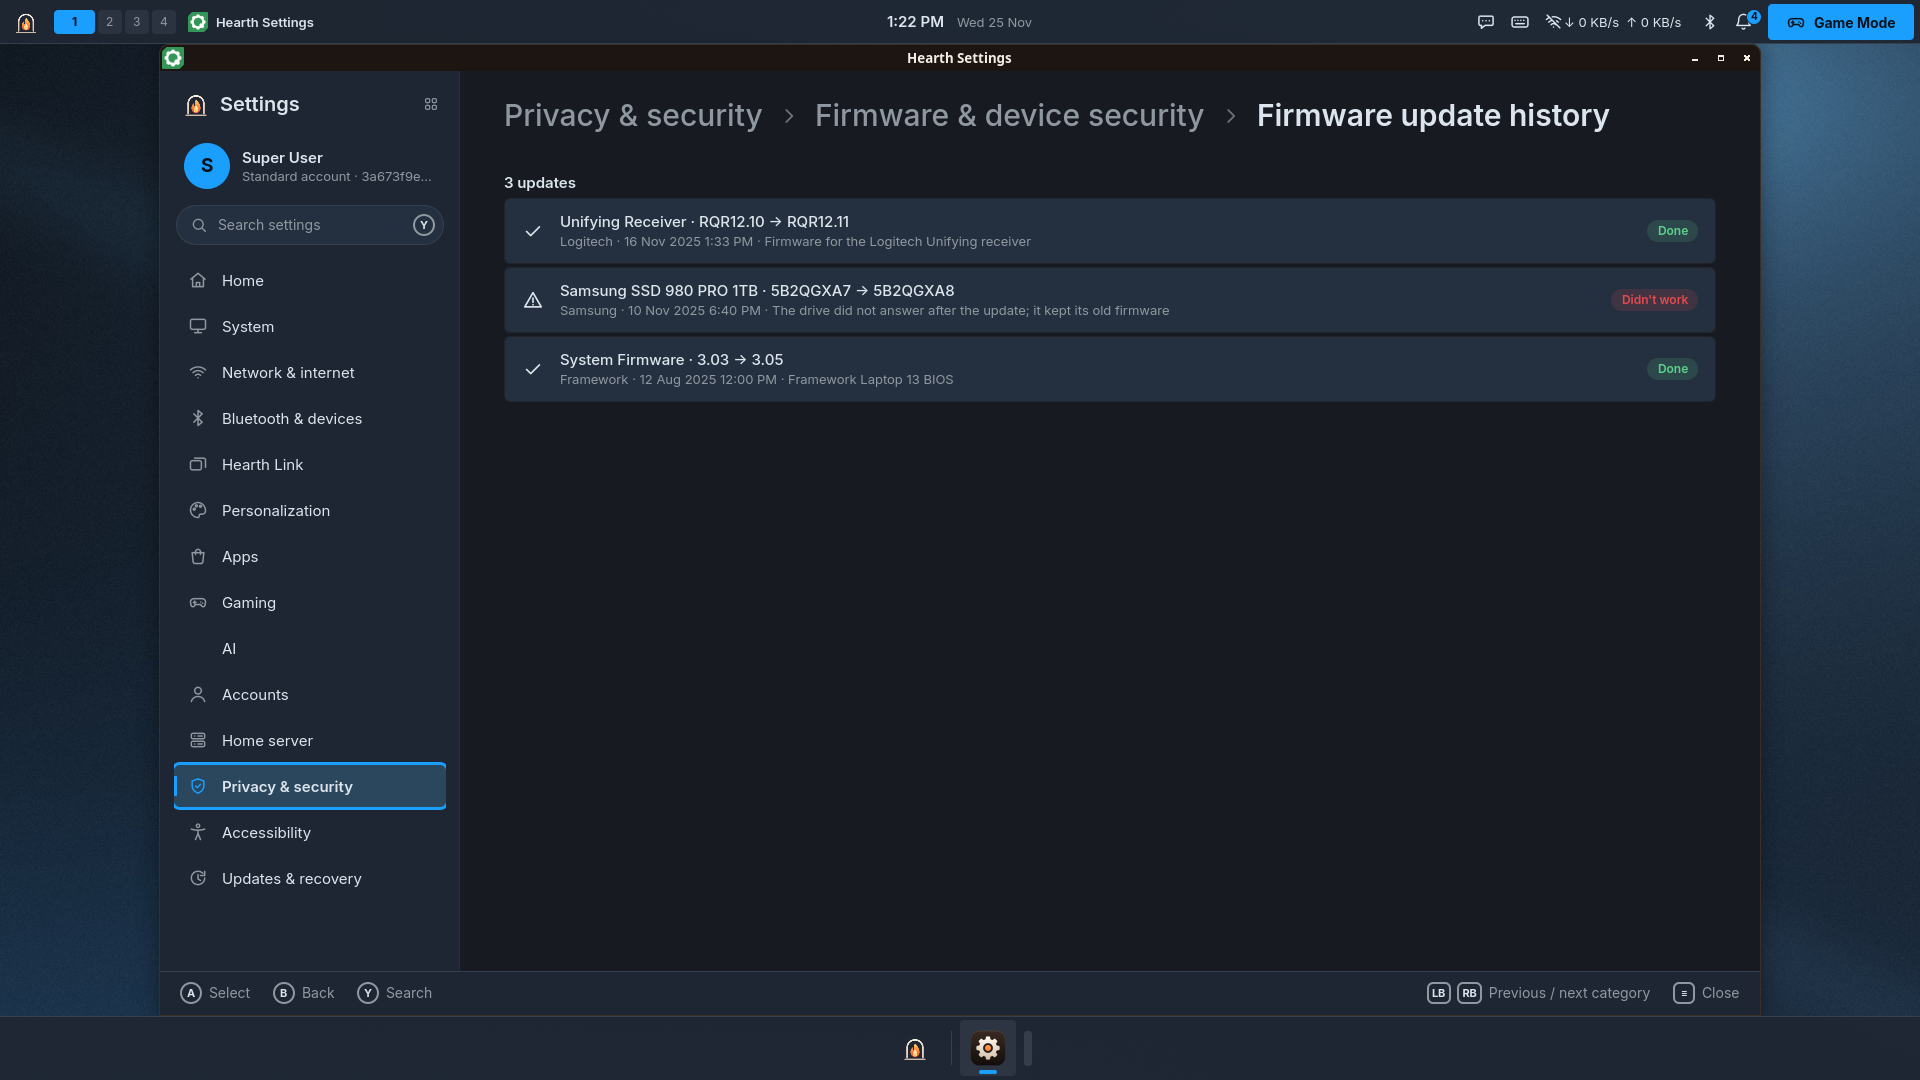 1 2 3 4 Hearth Settings
1:22 PM Wed 25 Nov
↓ 0 KB/s ↑ 0 KB/s
4
Game Mode
Hearth Settings
Settings
S
Super User
Standard account · 3a673f9e...
Search settings Y
Home
System
Network & internet
Bluetooth & devices
Hearth Link
Personalization
Apps
Gaming
AI
Accounts
Home server
Privacy & security
Accessibility
Updates & recovery
Privacy & security > Firmware & device security > Firmware update history
3 updates
Unifying Receiver · RQR12.10 → RQR12.11
Logitech · 16 Nov 2025 1:33 PM · Firmware for the Logitech Unifying receiver
Done
Samsung SSD 980 PRO 1TB · 5B2QGXA7 → 5B2QGXA8
Samsung · 10 Nov 2025 6:40 PM · The drive did not answer after the update; it kept its old firmware
Didn't work
System Firmware · 3.03 → 3.05
Framework · 12 Aug 2025 12:00 PM · Framework Laptop 13 BIOS
Done
A Select B Back Y Search
LB RB Previous / next category ≡ Close